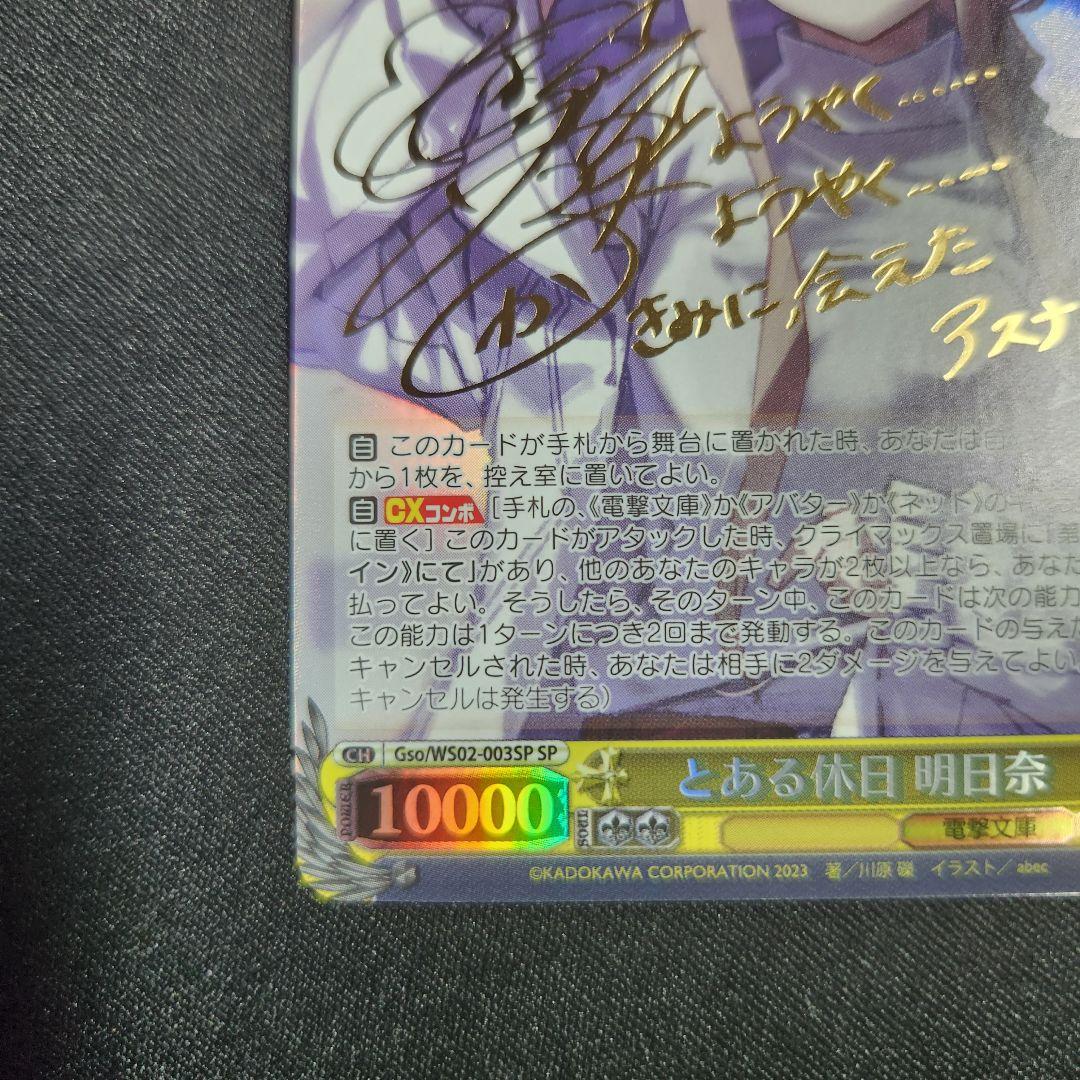 ようやく……
ようやく……
きみに会えた
アスナ
自 このカードが手札から舞台に置かれた時、あなたは
から1枚を、控え室に置いてよい。
自 CXコンボ [手札の、《電撃文庫》か《アバター》か《ネット》のキ
に置く] このカードがアタックした時、クライマックス置場に「
イン》にて」があり、他のあなたのキャラが2枚以上なら、あなた
払ってよい。そうしたら、そのターン中、このカードは次の能力
この能力は1ターンにつき2回まで発動する。このカードの与えた
キャンセルされた時、あなたは相手に2ダメージを与えてよい
キャンセルは発生する）
CH Gso/WS02-003SP SP
とある休日 明日奈
POWER 10000
SOUL
電撃文庫
©KADOKAWA CORPORATION 2023 著／川原 礫 イラスト／abec